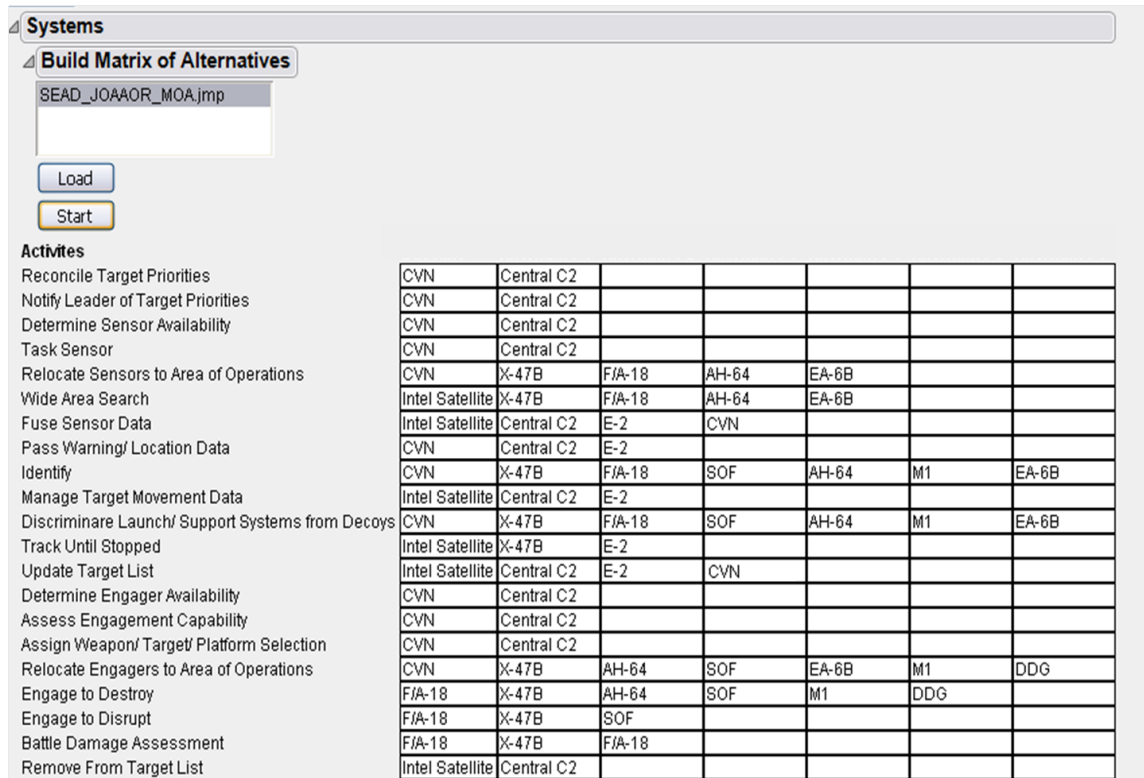 Systems
Build Matrix of Alternatives
SEAD_JOAAOR_MOA.jmp
Load
Start
Activites
Reconcile Target Priorities CVN Central C2
Notify Leader of Target Priorities CVN Central C2
Determine Sensor Availability CVN Central C2
Task Sensor CVN Central C2
Relocate Sensors to Area of Operations CVN X-47B F/A-18 AH-64 EA-6B
Wide Area Search Intel Satellite X-47B F/A-18 AH-64 EA-6B
Fuse Sensor Data Intel Satellite Central C2 E-2 CVN
Pass Warning/ Location Data CVN Central C2 E-2
Identify CVN X-47B F/A-18 SOF AH-64 M1 EA-6B
Manage Target Movement Data Intel Satellite Central C2 E-2
Discriminare Launch/ Support Systems from Decoys CVN X-47B F/A-18 SOF AH-64 M1 EA-6B
Track Until Stopped Intel Satellite X-47B E-2
Update Target List Intel Satellite Central C2 E-2 CVN
Determine Engager Availability CVN Central C2
Assess Engagement Capability CVN Central C2
Assign Weapon/ Target/ Platform Selection CVN Central C2
Relocate Engagers to Area of Operations CVN X-47B AH-64 SOF EA-6B M1 DDG
Engage to Destroy F/A-18 X-47B AH-64 SOF M1 DDG
Engage to Disrupt F/A-18 X-47B SOF
Battle Damage Assessment F/A-18 X-47B F/A-18
Remove From Target List Intel Satellite Central C2